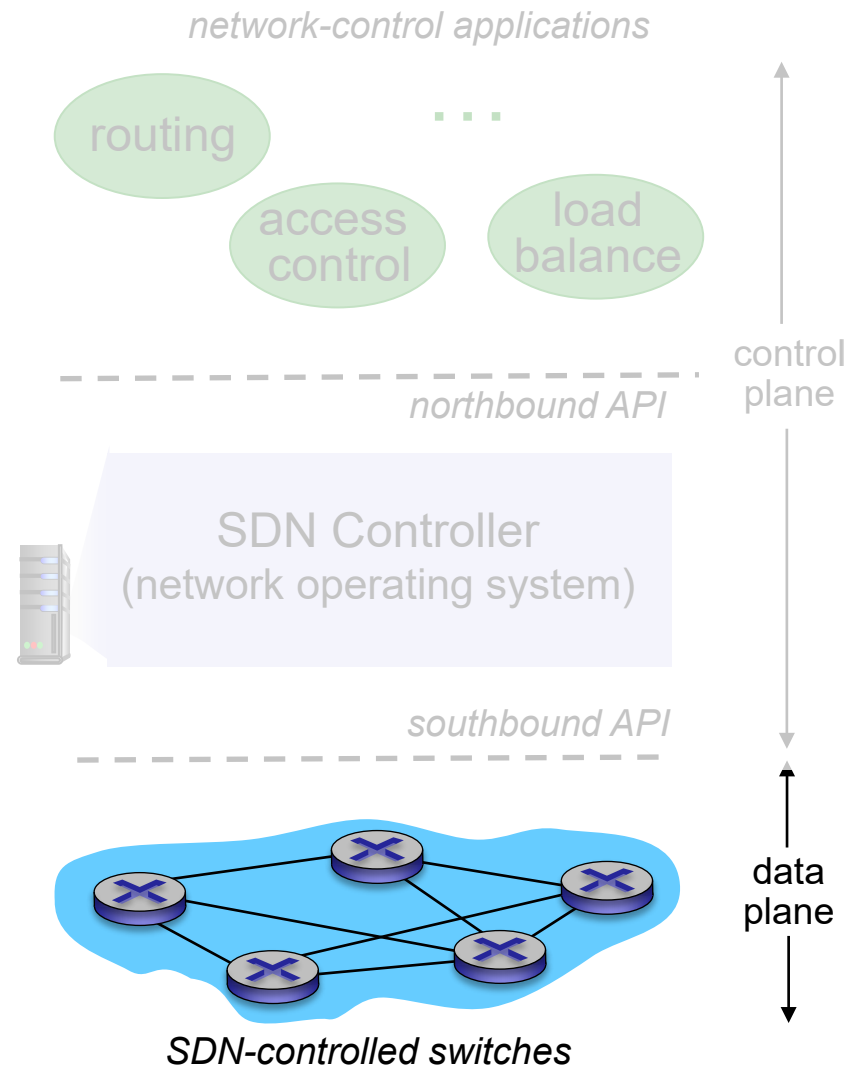 network-control applications
routing
...
access
control
load
balance
control
plane
northbound API
SDN Controller
(network operating system)
southbound API
data
plane
SDN-controlled switches